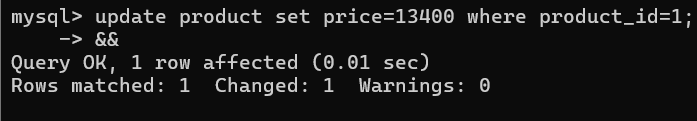 mysql> update product set price=13400 where product_id=1;
    -> &&
Query OK, 1 row affected (0.01 sec)
Rows matched: 1  Changed: 1  Warnings: 0